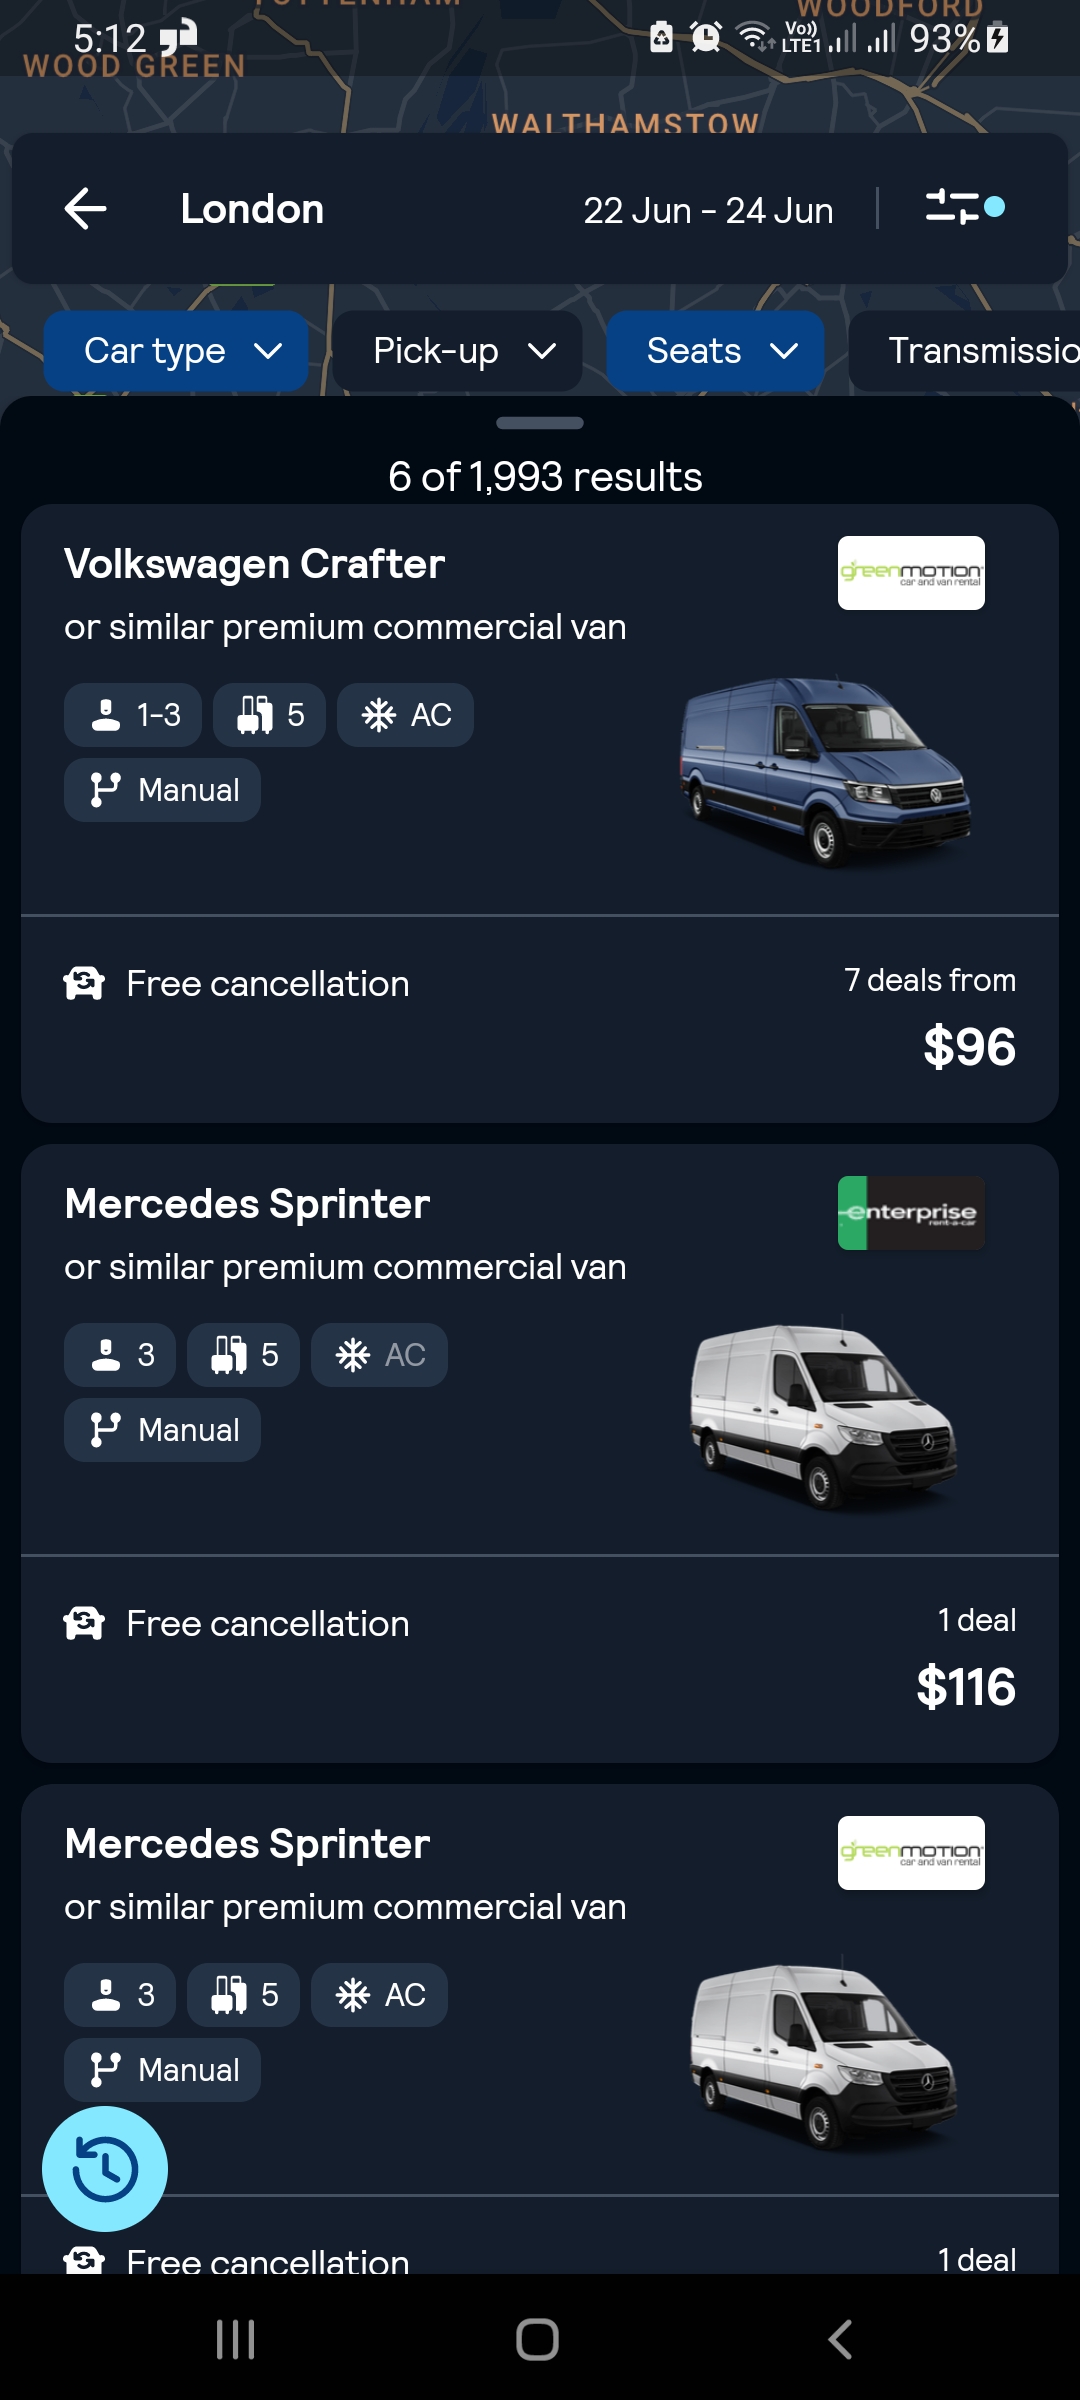 TOTTENHAM
WOODFORD
5:12
Vo))
LTE1
93%
WOOD GREEN
WALTHAMSTOW
London
22 Jun - 24 Jun
Car type
Pick-up
Seats
Transmissio
6 of 1,993 results
Volkswagen Crafter
greenmotion
car and van rental
or similar premium commercial van
1-3
5
AC
Manual
Free cancellation
7 deals from
$96
Mercedes Sprinter
enterprise
rent-a-car
or similar premium commercial van
3
5
AC
Manual
Free cancellation
1 deal
$116
Mercedes Sprinter
greenmotion
car and van rental
or similar premium commercial van
3
5
AC
Manual
Free cancellation
1 deal